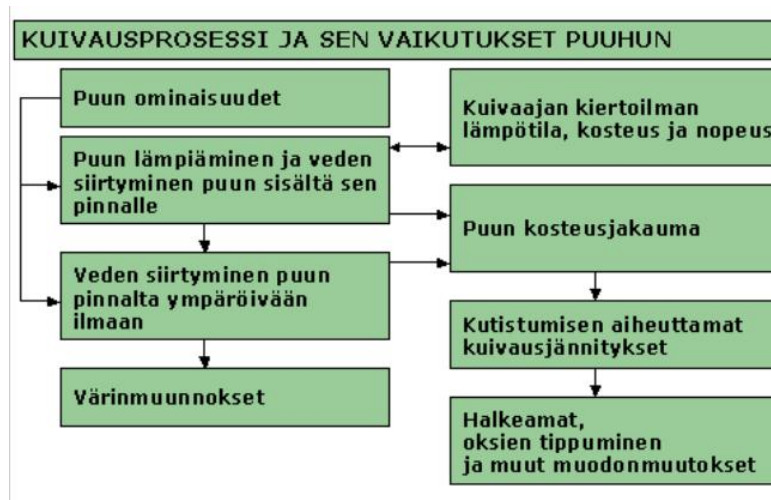 KUIVAUSPROSESSI JA SEN VAIKUTUKSET PUUHUN
Puun ominaisuudet
Puun lämpiäminen ja veden
siirtyminen puun sisältä sen
pinnalle
Veden siirtyminen puun
pinnalta ympäröivään
ilmaan
Värinmuunnokset
Kuivaajan kiertoilman
lämpötila, kosteus ja nopeus
Puun kosteusjakauma
Kutistumisen aiheuttamat
kuivausjännitykset
Halkeamat,
oksien tippuminen
ja muut muodonmuutokset